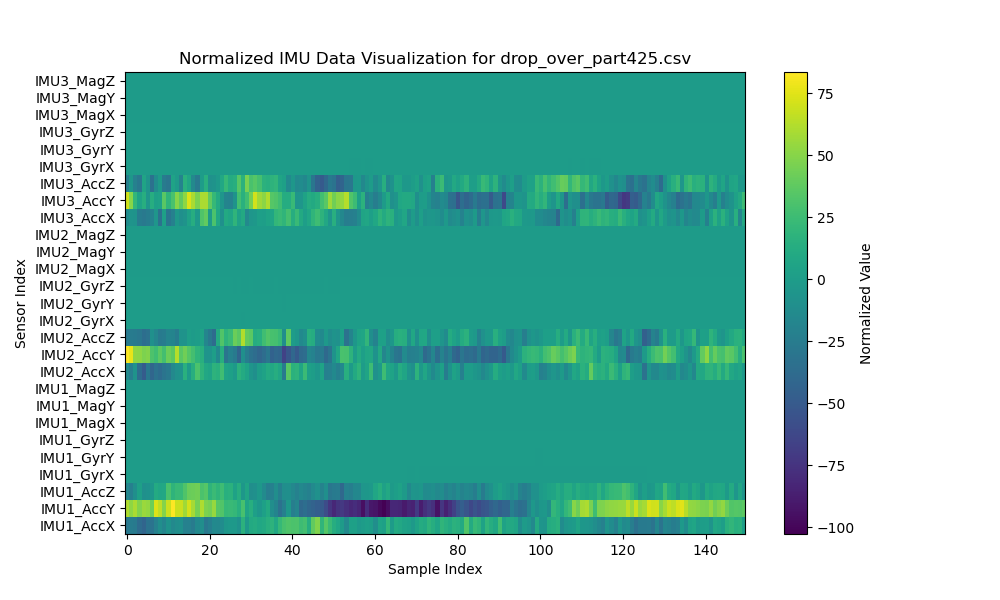 Normalized IMU Data Visualization for drop_over_part425.csv
IMU3_MagZ
IMU3_MagY
IMU3_MagX
IMU3_GyrZ
IMU3_GyrY
IMU3_GyrX
IMU3_AccZ
IMU3_AccY
IMU3_AccX
IMU2_MagZ
IMU2_MagY
IMU2_MagX
IMU2_GyrZ
IMU2_GyrY
IMU2_GyrX
IMU2_AccZ
IMU2_AccY
IMU2_AccX
IMU1_MagZ
IMU1_MagY
IMU1_MagX
IMU1_GyrZ
IMU1_GyrY
IMU1_GyrX
IMU1_AccZ
IMU1_AccY
IMU1_AccX
Sensor Index
0 20 40 60 80 100 120 140
Sample Index
75
50
25
0
−25
−50
−75
−100
Normalized Value